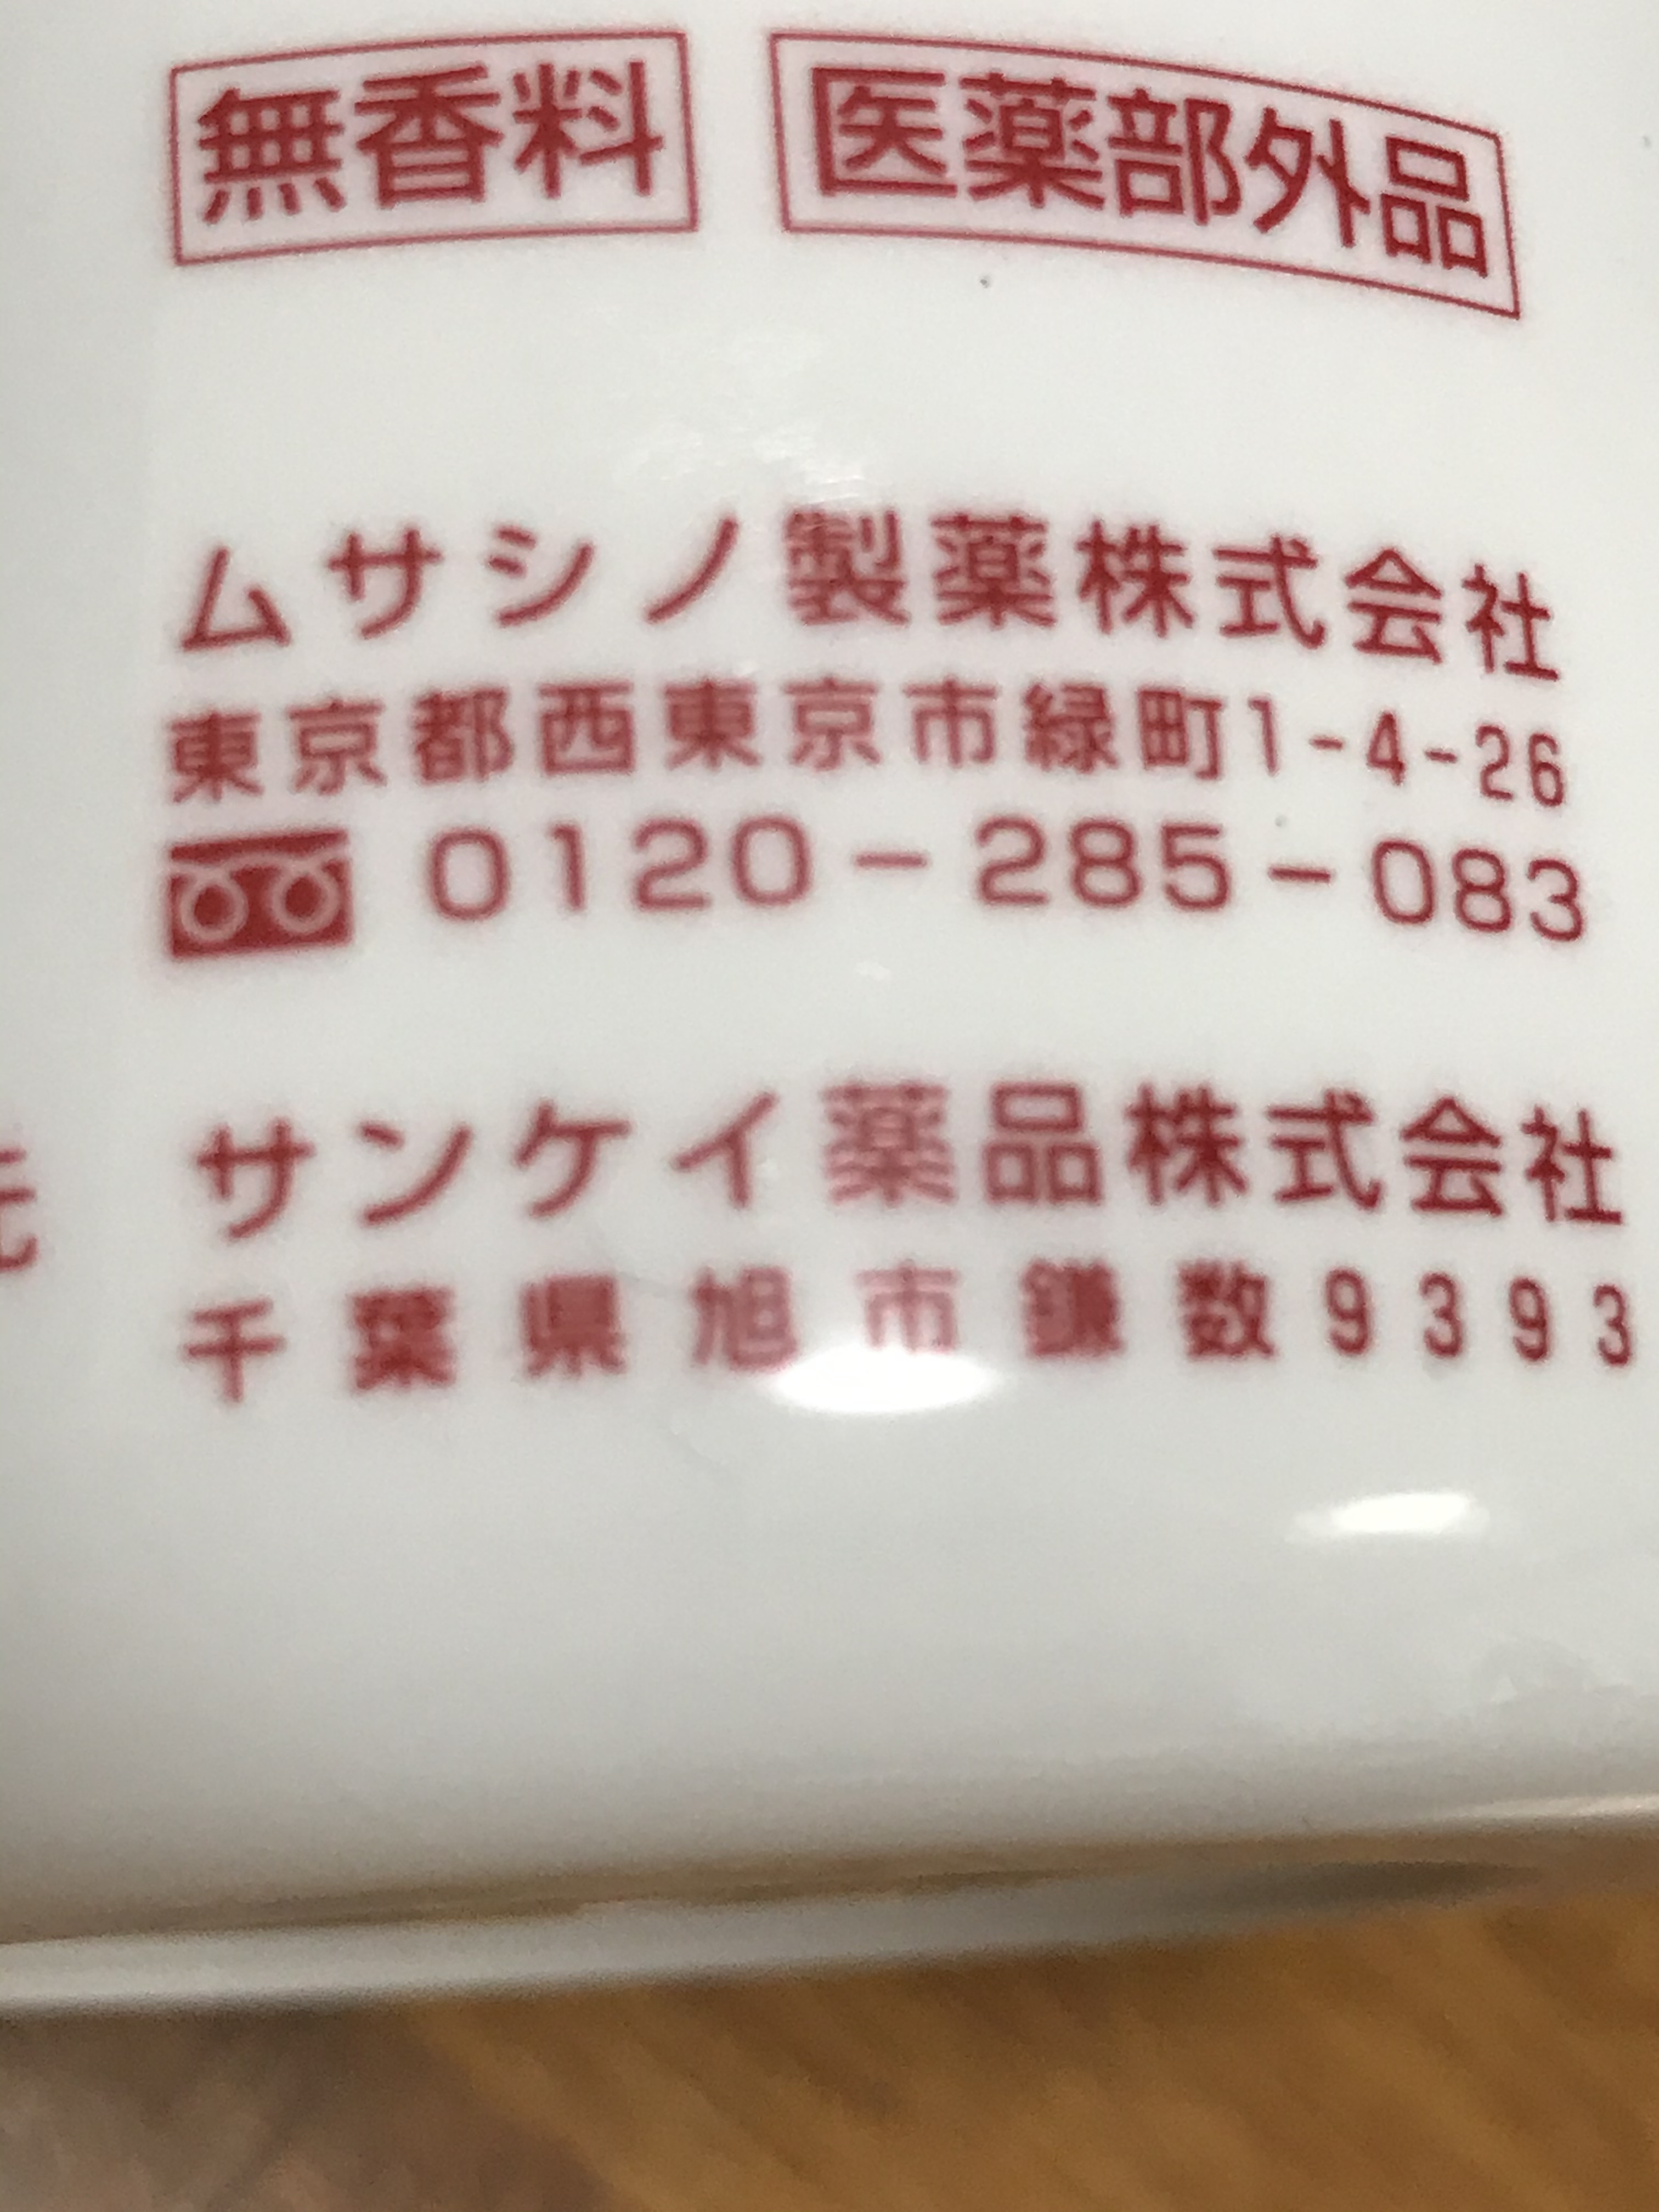 無香料 医薬部外品
ムサシノ製薬株式会社
東京都西東京市緑町1-4-26
0120-285-083
先 サンケイ薬品株式会社
千葉県旭市鎌数9393